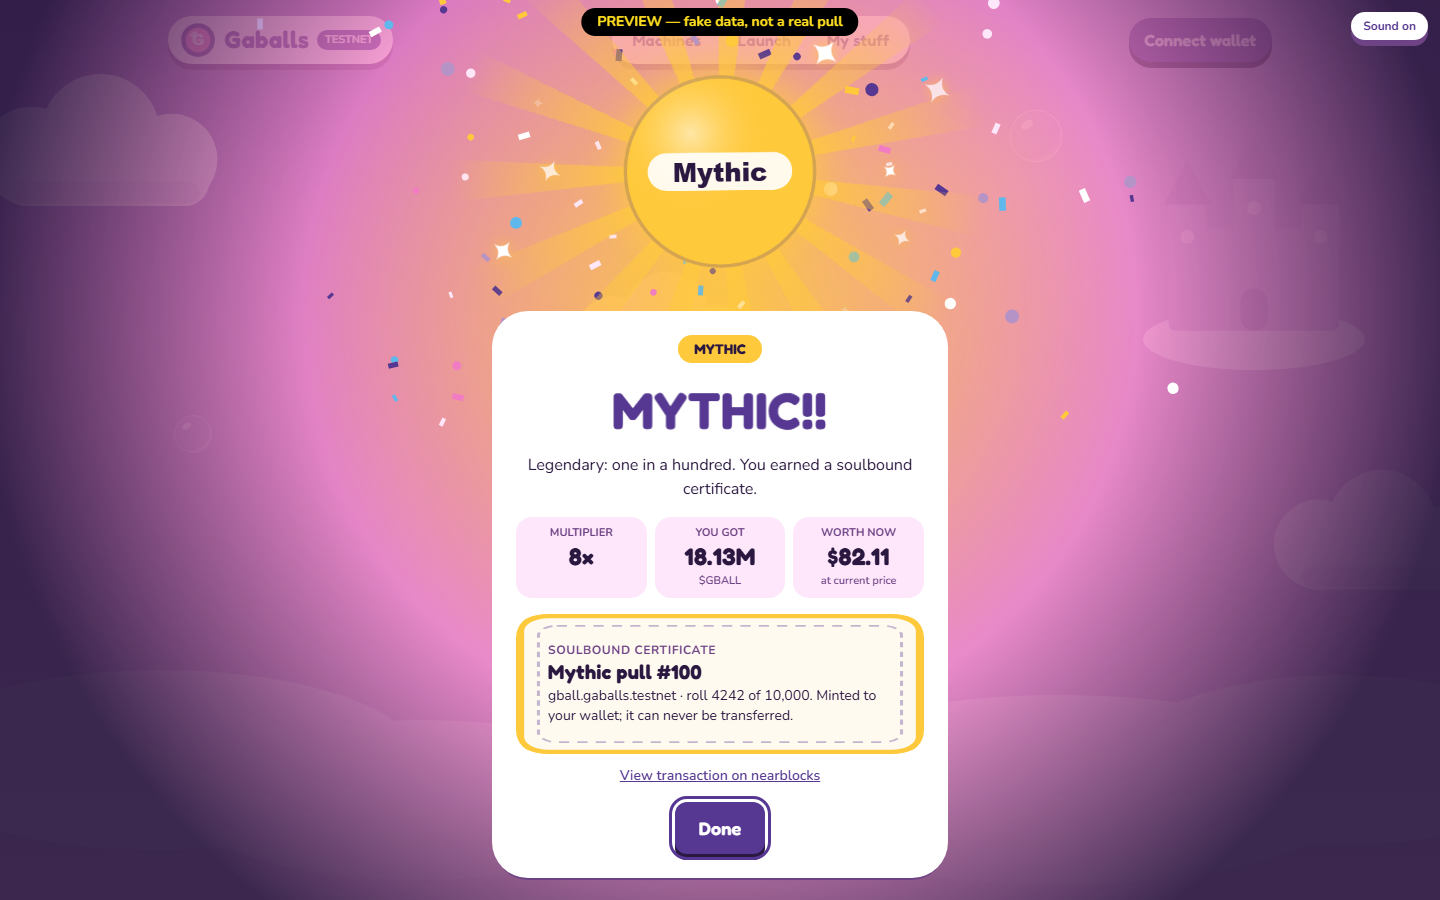 PREVIEW — fake data, not a real pull
Sound on
G
Gaballs
TESTNET
Machines
Launch
My stuff
Connect wallet
Mythic
MYTHIC
MYTHIC!!
Legendary: one in a hundred. You earned a soulbound
certificate.
MULTIPLIER
8x
YOU GOT
18.13M
$GBALL
WORTH NOW
$82.11
at current price
SOULBOUND CERTIFICATE
Mythic pull #100
gball.gaballs.testnet · roll 4242 of 10,000. Minted to
your wallet; it can never be transferred.
View transaction on nearblocks
Done